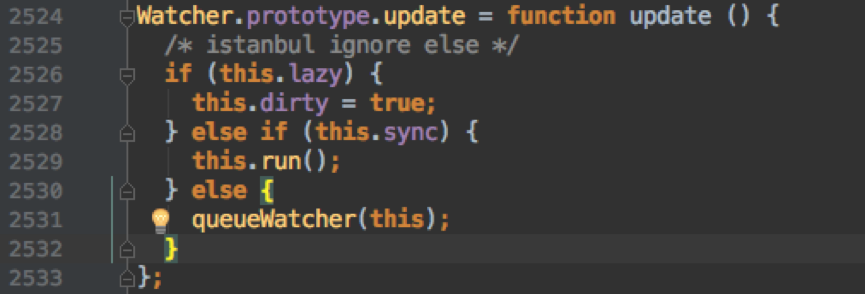 2524 Watcher.prototype.update = function update () {
2525 /* istanbul ignore else */
2526 if (this.lazy) {
2527 this.dirty = true;
2528 } else if (this.sync) {
2529 this.run();
2530 } else {
2531 queueWatcher(this);
2532 }
2533 };